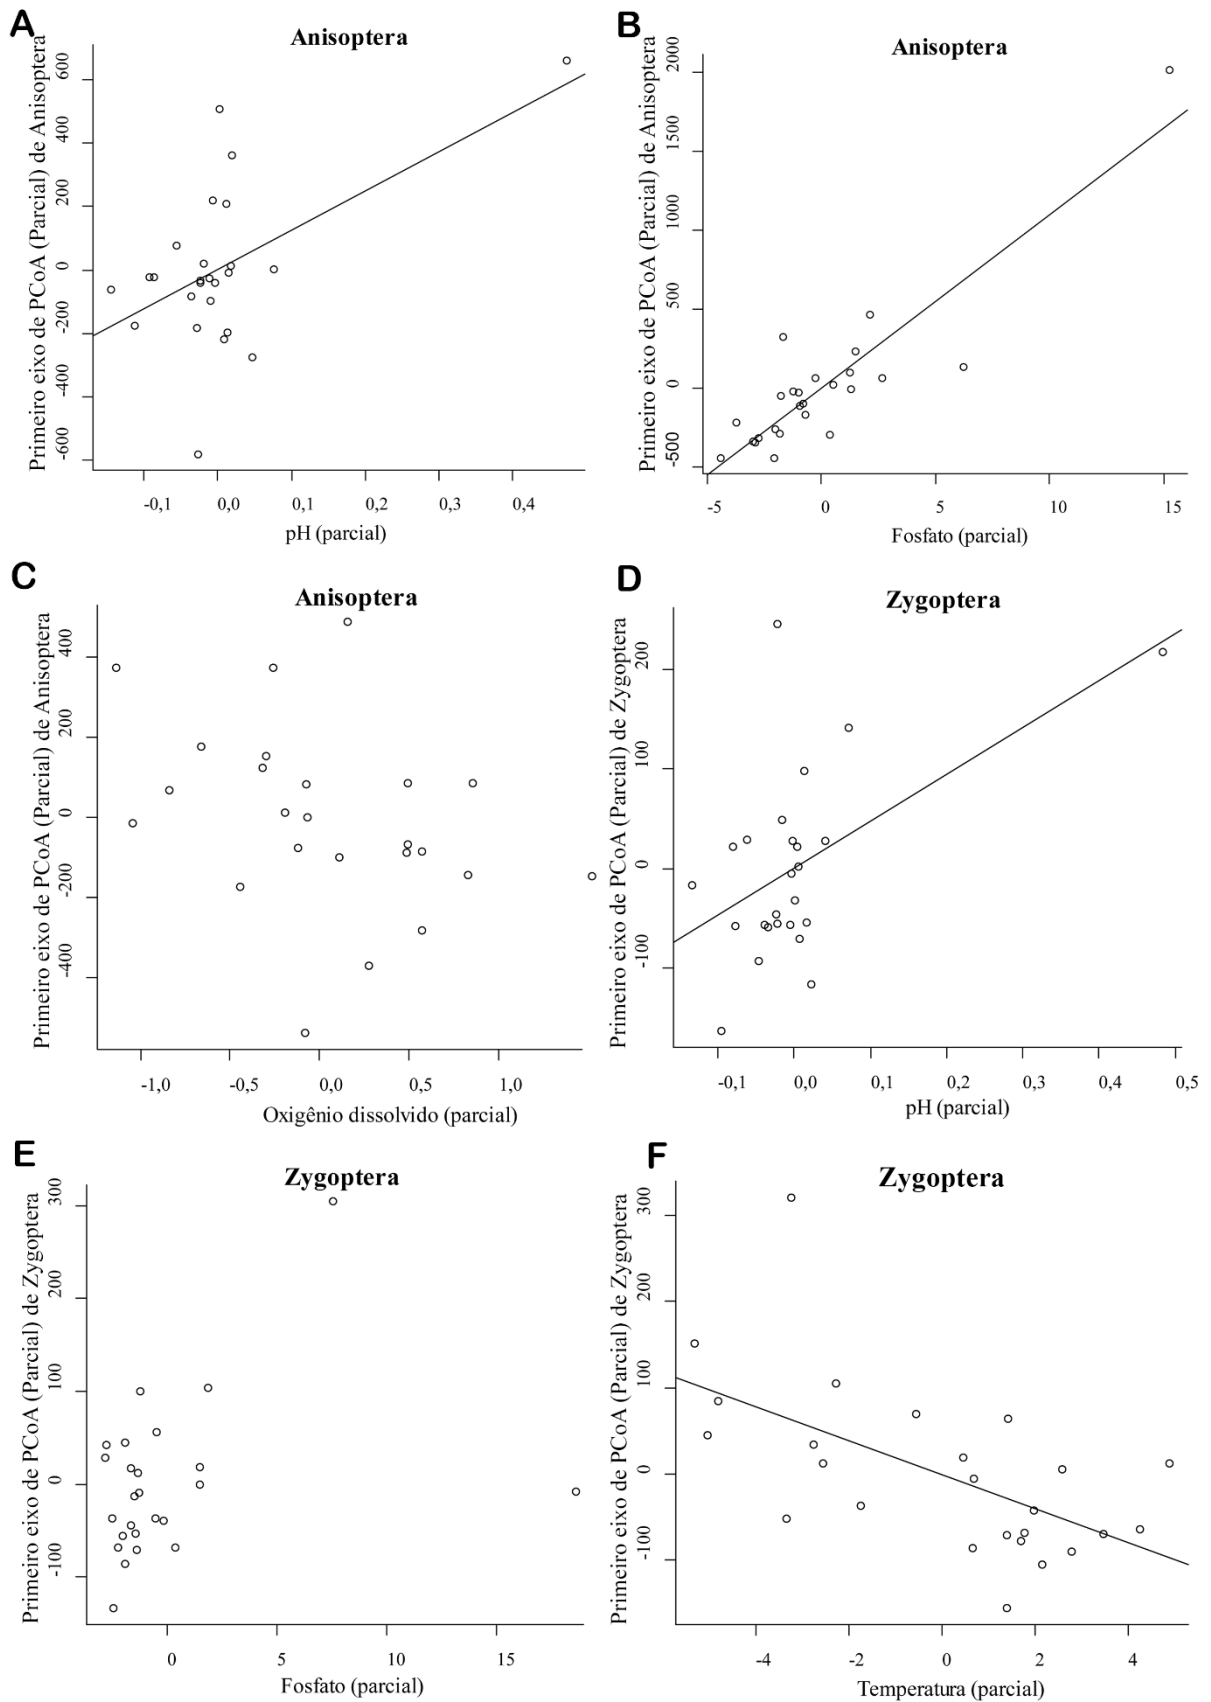 A
Anisoptera
Primeiro eixo de PCoA (Parcial) de Anisoptera
600
400
200
0
-200
-400
-600
-0,1 0,0 0,1 0,2 0,3 0,4
pH (parcial)
B
Anisoptera
Primeiro eixo de PCoA (Parcial) de Anisoptera
2000
1500
1000
500
0
-500
-5 0 5 10 15
Fosfato (parcial)
C
Anisoptera
Primeiro eixo de PCoA (Parcial) de Anisoptera
400
200
0
-200
-400
-1,0 -0,5 0,0 0,5 1,0
Oxigênio dissolvido (parcial)
D
Zygoptera
Primeiro eixo de PCoA (Parcial) de Zygoptera
200
100
0
-100
-0,1 0,0 0,1 0,2 0,3 0,4 0,5
pH (parcial)
E
Zygoptera
Primeiro eixo de PCoA (Parcial) de Zygoptera
300
200
100
0
-100
0 5 10 15
Fosfato (parcial)
F
Zygoptera
Primeiro eixo de PCoA (Parcial) de Zygoptera
300
200
100
0
-100
-4 -2 0 2 4
Temperatura (parcial)